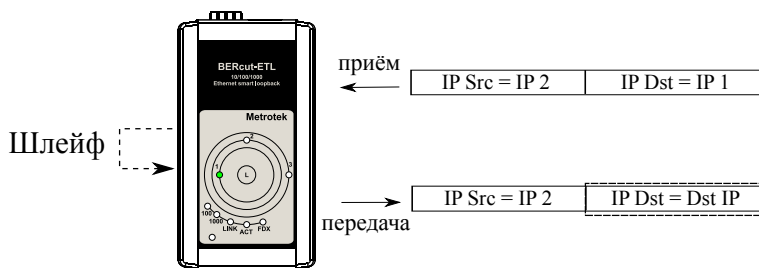 BERcut-ETL
10/100/1000
Ethernet smart loopback
Metrotek
2
1
3
L
100
1000
LINK
ACT
FDX
Шлейф
приём
IP Src = IP 2
IP Dst = IP 1
передача
IP Src = IP 2
IP Dst = Dst IP